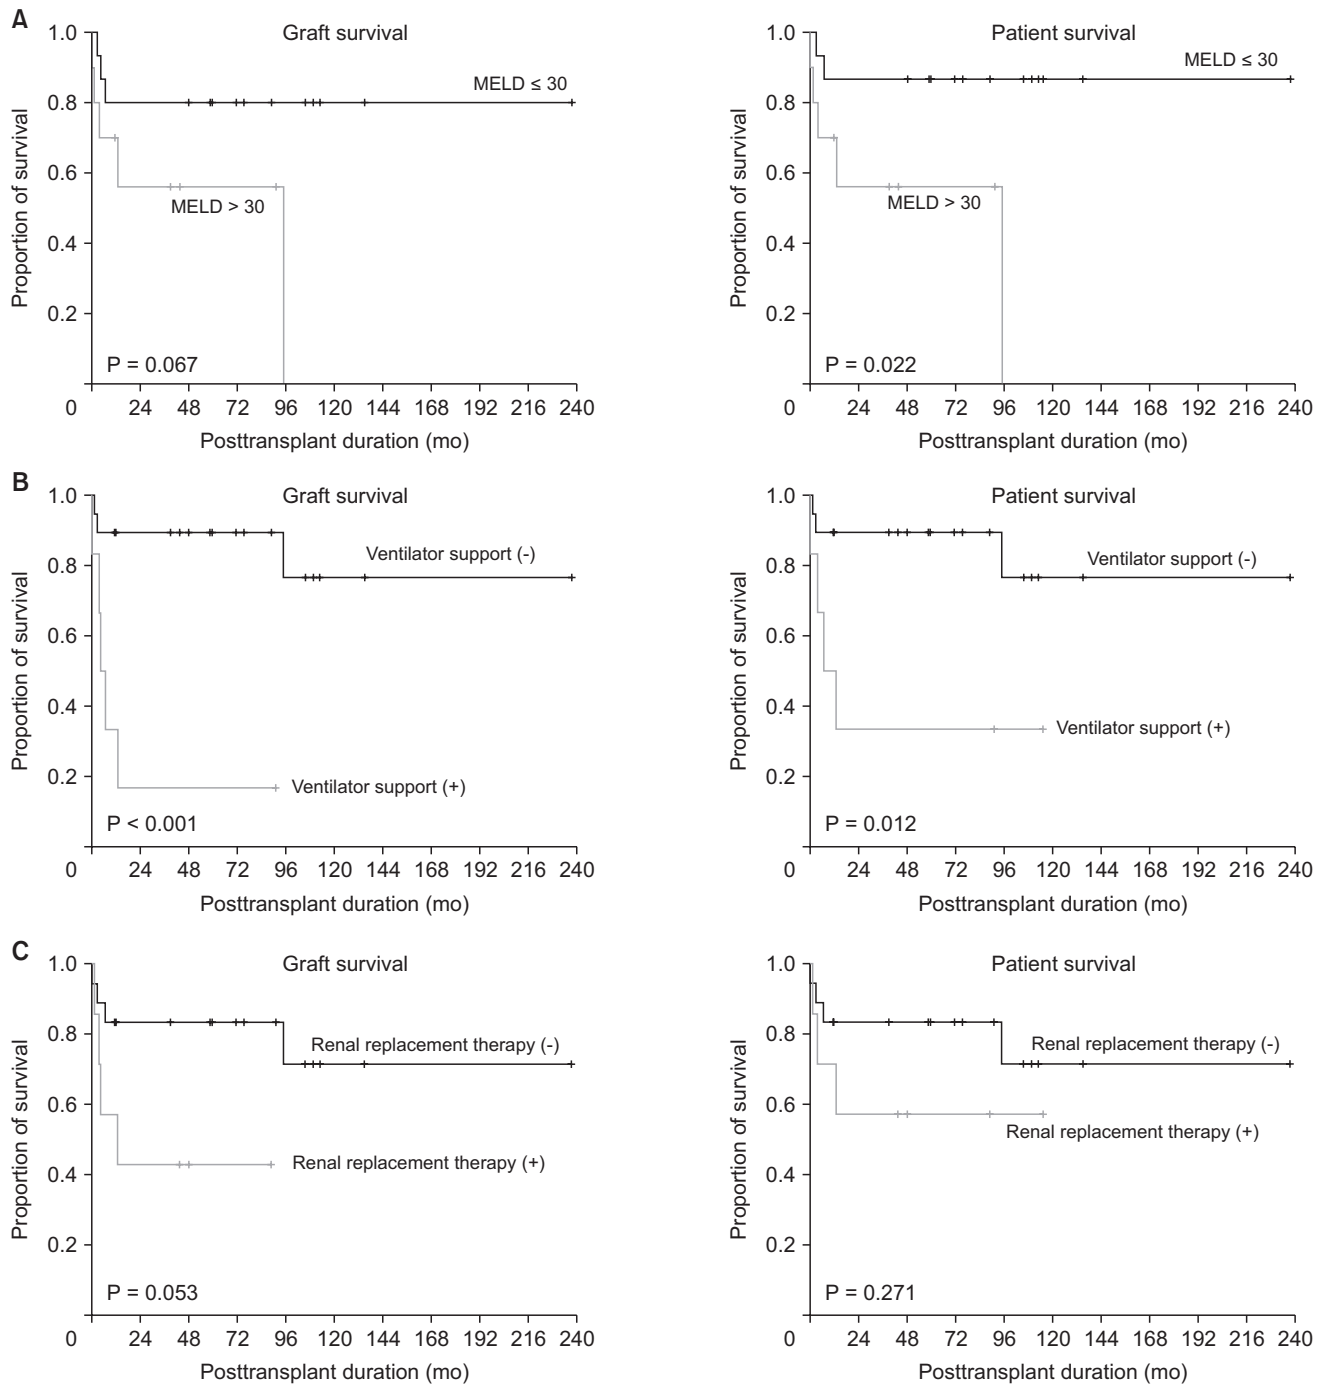 A
Graft survival
1.0
0.8
0.6
0.4
0.2
Proportion of survival
MELD ≤ 30
MELD > 30
P = 0.067
0 24 48 72 96 120 144 168 192 216 240
Posttransplant duration (mo)
Patient survival
1.0
0.8
0.6
0.4
0.2
Proportion of survival
MELD ≤ 30
MELD > 30
P = 0.022
0 24 48 72 96 120 144 168 192 216 240
Posttransplant duration (mo)
B
Graft survival
1.0
0.8
0.6
0.4
0.2
Proportion of survival
Ventilator support (-)
Ventilator support (+)
P < 0.001
0 24 48 72 96 120 144 168 192 216 240
Posttransplant duration (mo)
Patient survival
1.0
0.8
0.6
0.4
0.2
Proportion of survival
Ventilator support (-)
Ventilator support (+)
P = 0.012
0 24 48 72 96 120 144 168 192 216 240
Posttransplant duration (mo)
C
Graft survival
1.0
0.8
0.6
0.4
0.2
Proportion of survival
Renal replacement therapy (-)
Renal replacement therapy (+)
P = 0.053
0 24 48 72 96 120 144 168 192 216 240
Posttransplant duration (mo)
Patient survival
1.0
0.8
0.6
0.4
0.2
Proportion of survival
Renal replacement therapy (-)
Renal replacement therapy (+)
P = 0.271
0 24 48 72 96 120 144 168 192 216 240
Posttransplant duration (mo)